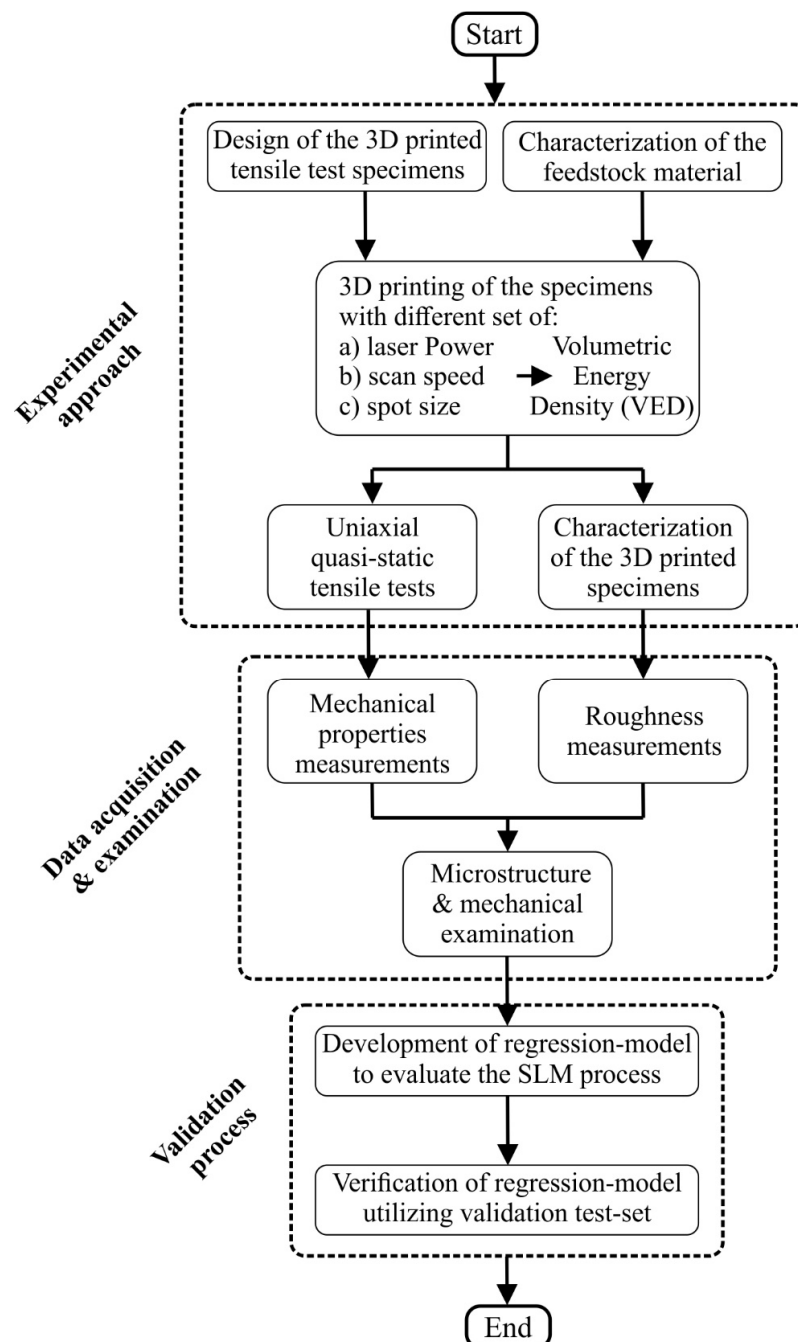 Start
Design of the 3D printed
tensile test specimens
Characterization of the
feedstock material
3D printing of the specimens
with different set of:
a) laser Power
b) scan speed
c) spot size
Volumetric
Energy
Density (VED)
Experimental
approach
Uniaxial
quasi-static
tensile tests
Characterization
of the 3D printed
specimens
Mechanical
properties
measurements
Roughness
measurements
Data acquisition
& examination
Microstructure
& mechanical
examination
Development of regression-model
to evaluate the SLM process
Validation
process
Verification of regression-model
utilizing validation test-set
End